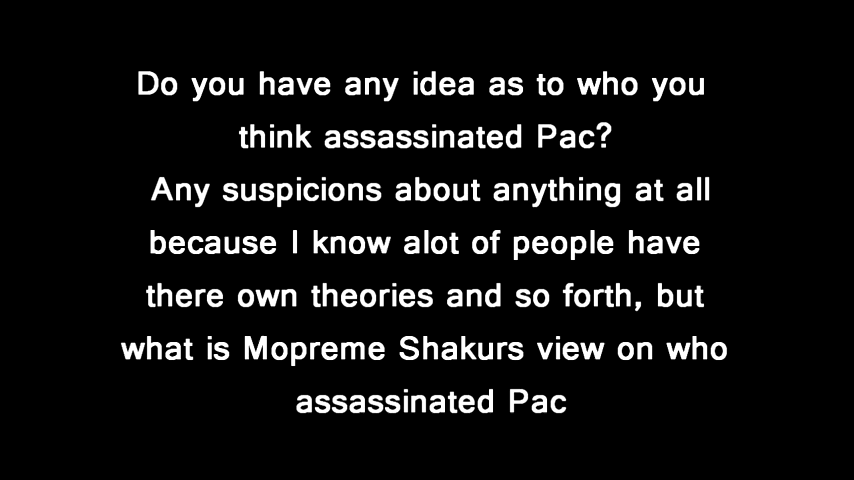 Do you have any idea as to who you
think assassinated Pac?
Any suspicions about anything at all
because I know alot of people have
there own theories and so forth, but
what is Mopreme Shakurs view on who
assassinated Pac